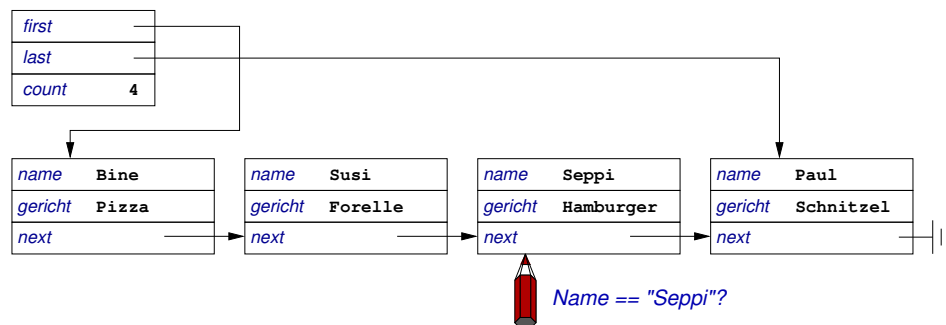 first
last
count 4
name Bine name Susi name Seppi name Paul
gericht Pizza gericht Forelle gericht Hamburger gericht Schnitzel
next next next next
Name == "Seppi"?